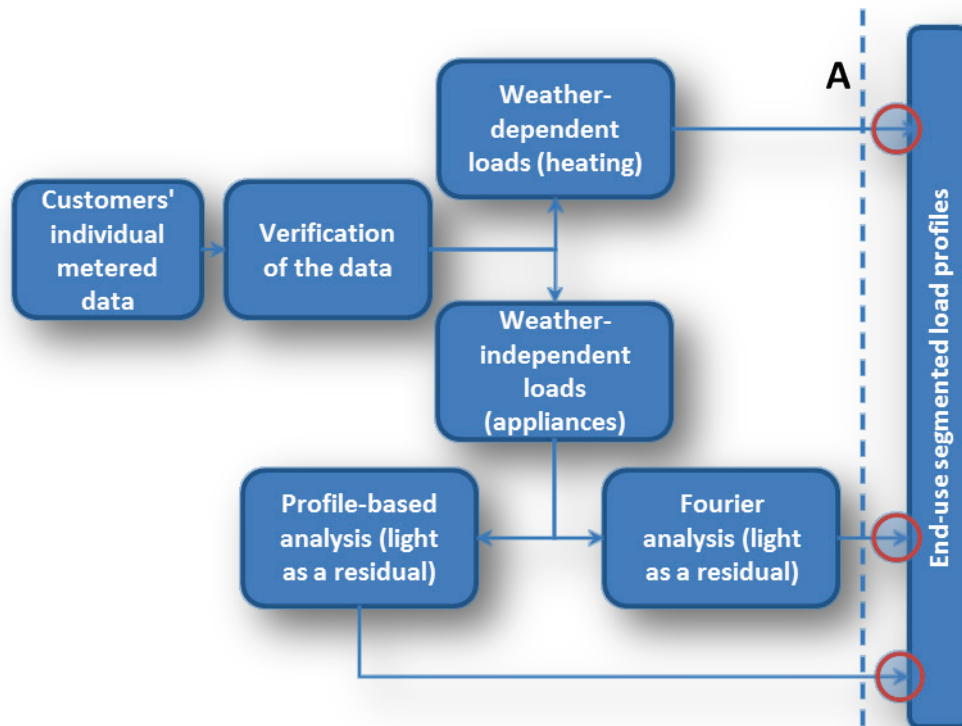 Weather-
dependent
loads (heating)
A
Customers'
individual
metered
data
Verification
of the data
Weather-
independent
loads
(appliances)
Profile-based
analysis (light
as a residual)
Fourier
analysis (light
as a residual)
End-use segmented load profiles